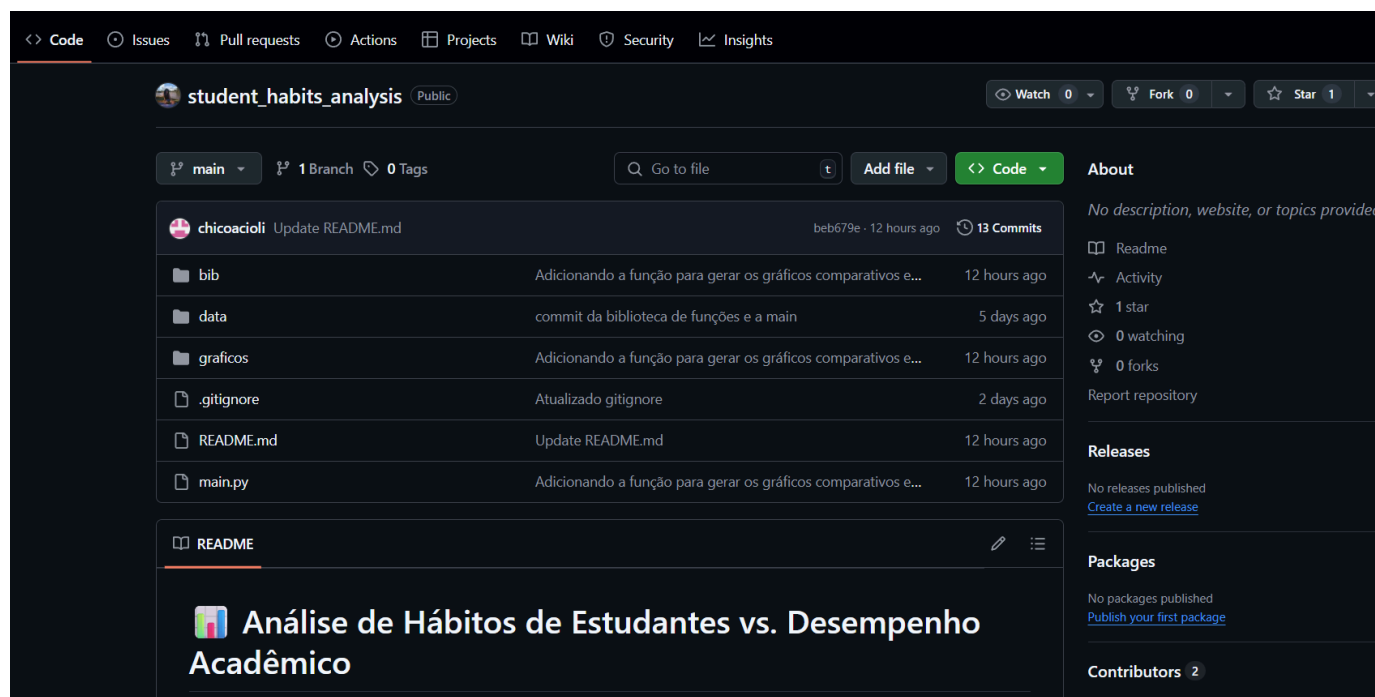 Code Issues Pull requests Actions Projects Wiki Security Insights
student_habits_analysis Public Watch 0 Fork 0 Star 1
main 1 Branch 0 Tags Go to file t Add file Code
chicoacioli Update README.md beb679e · 12 hours ago 13 Commits
bib Adicionando a função para gerar os gráficos comparativos e... 12 hours ago
data commit da biblioteca de funções e a main 5 days ago
graficos Adicionando a função para gerar os gráficos comparativos e... 12 hours ago
.gitignore Atualizado gitignore 2 days ago
README.md Update README.md 12 hours ago
main.py Adicionando a função para gerar os gráficos comparativos e... 12 hours ago
README
Análise de Hábitos de Estudantes vs. Desempenho
Acadêmico
About
No description, website, or topics provided
Readme
Activity
1 star
0 watching
0 forks
Report repository
Releases
No releases published
Create a new release
Packages
No packages published
Publish your first package
Contributors 2